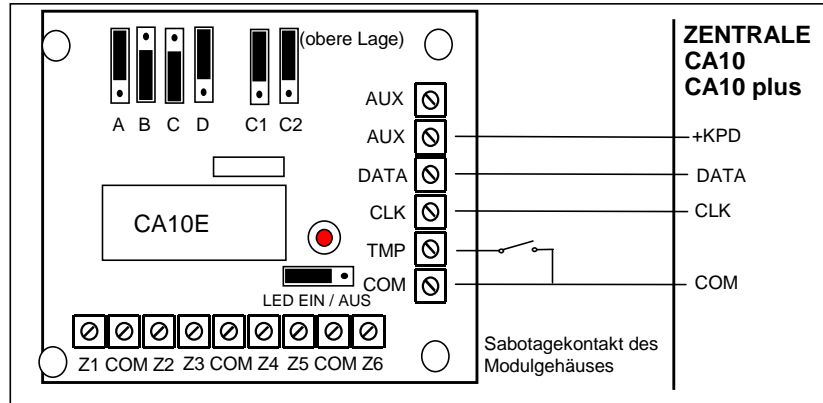 (obere Lage)
A B C D C1 C2
CA10E
LED EIN / AUS
AUX
AUX
DATA
CLK
TMP
COM
Z1 COM Z2 Z3 COM Z4 Z5 COM Z6
Sabotagekontakt des
Modulgehäuses
ZENTRALE
CA10
CA10 plus
+KPD
DATA
CLK
COM